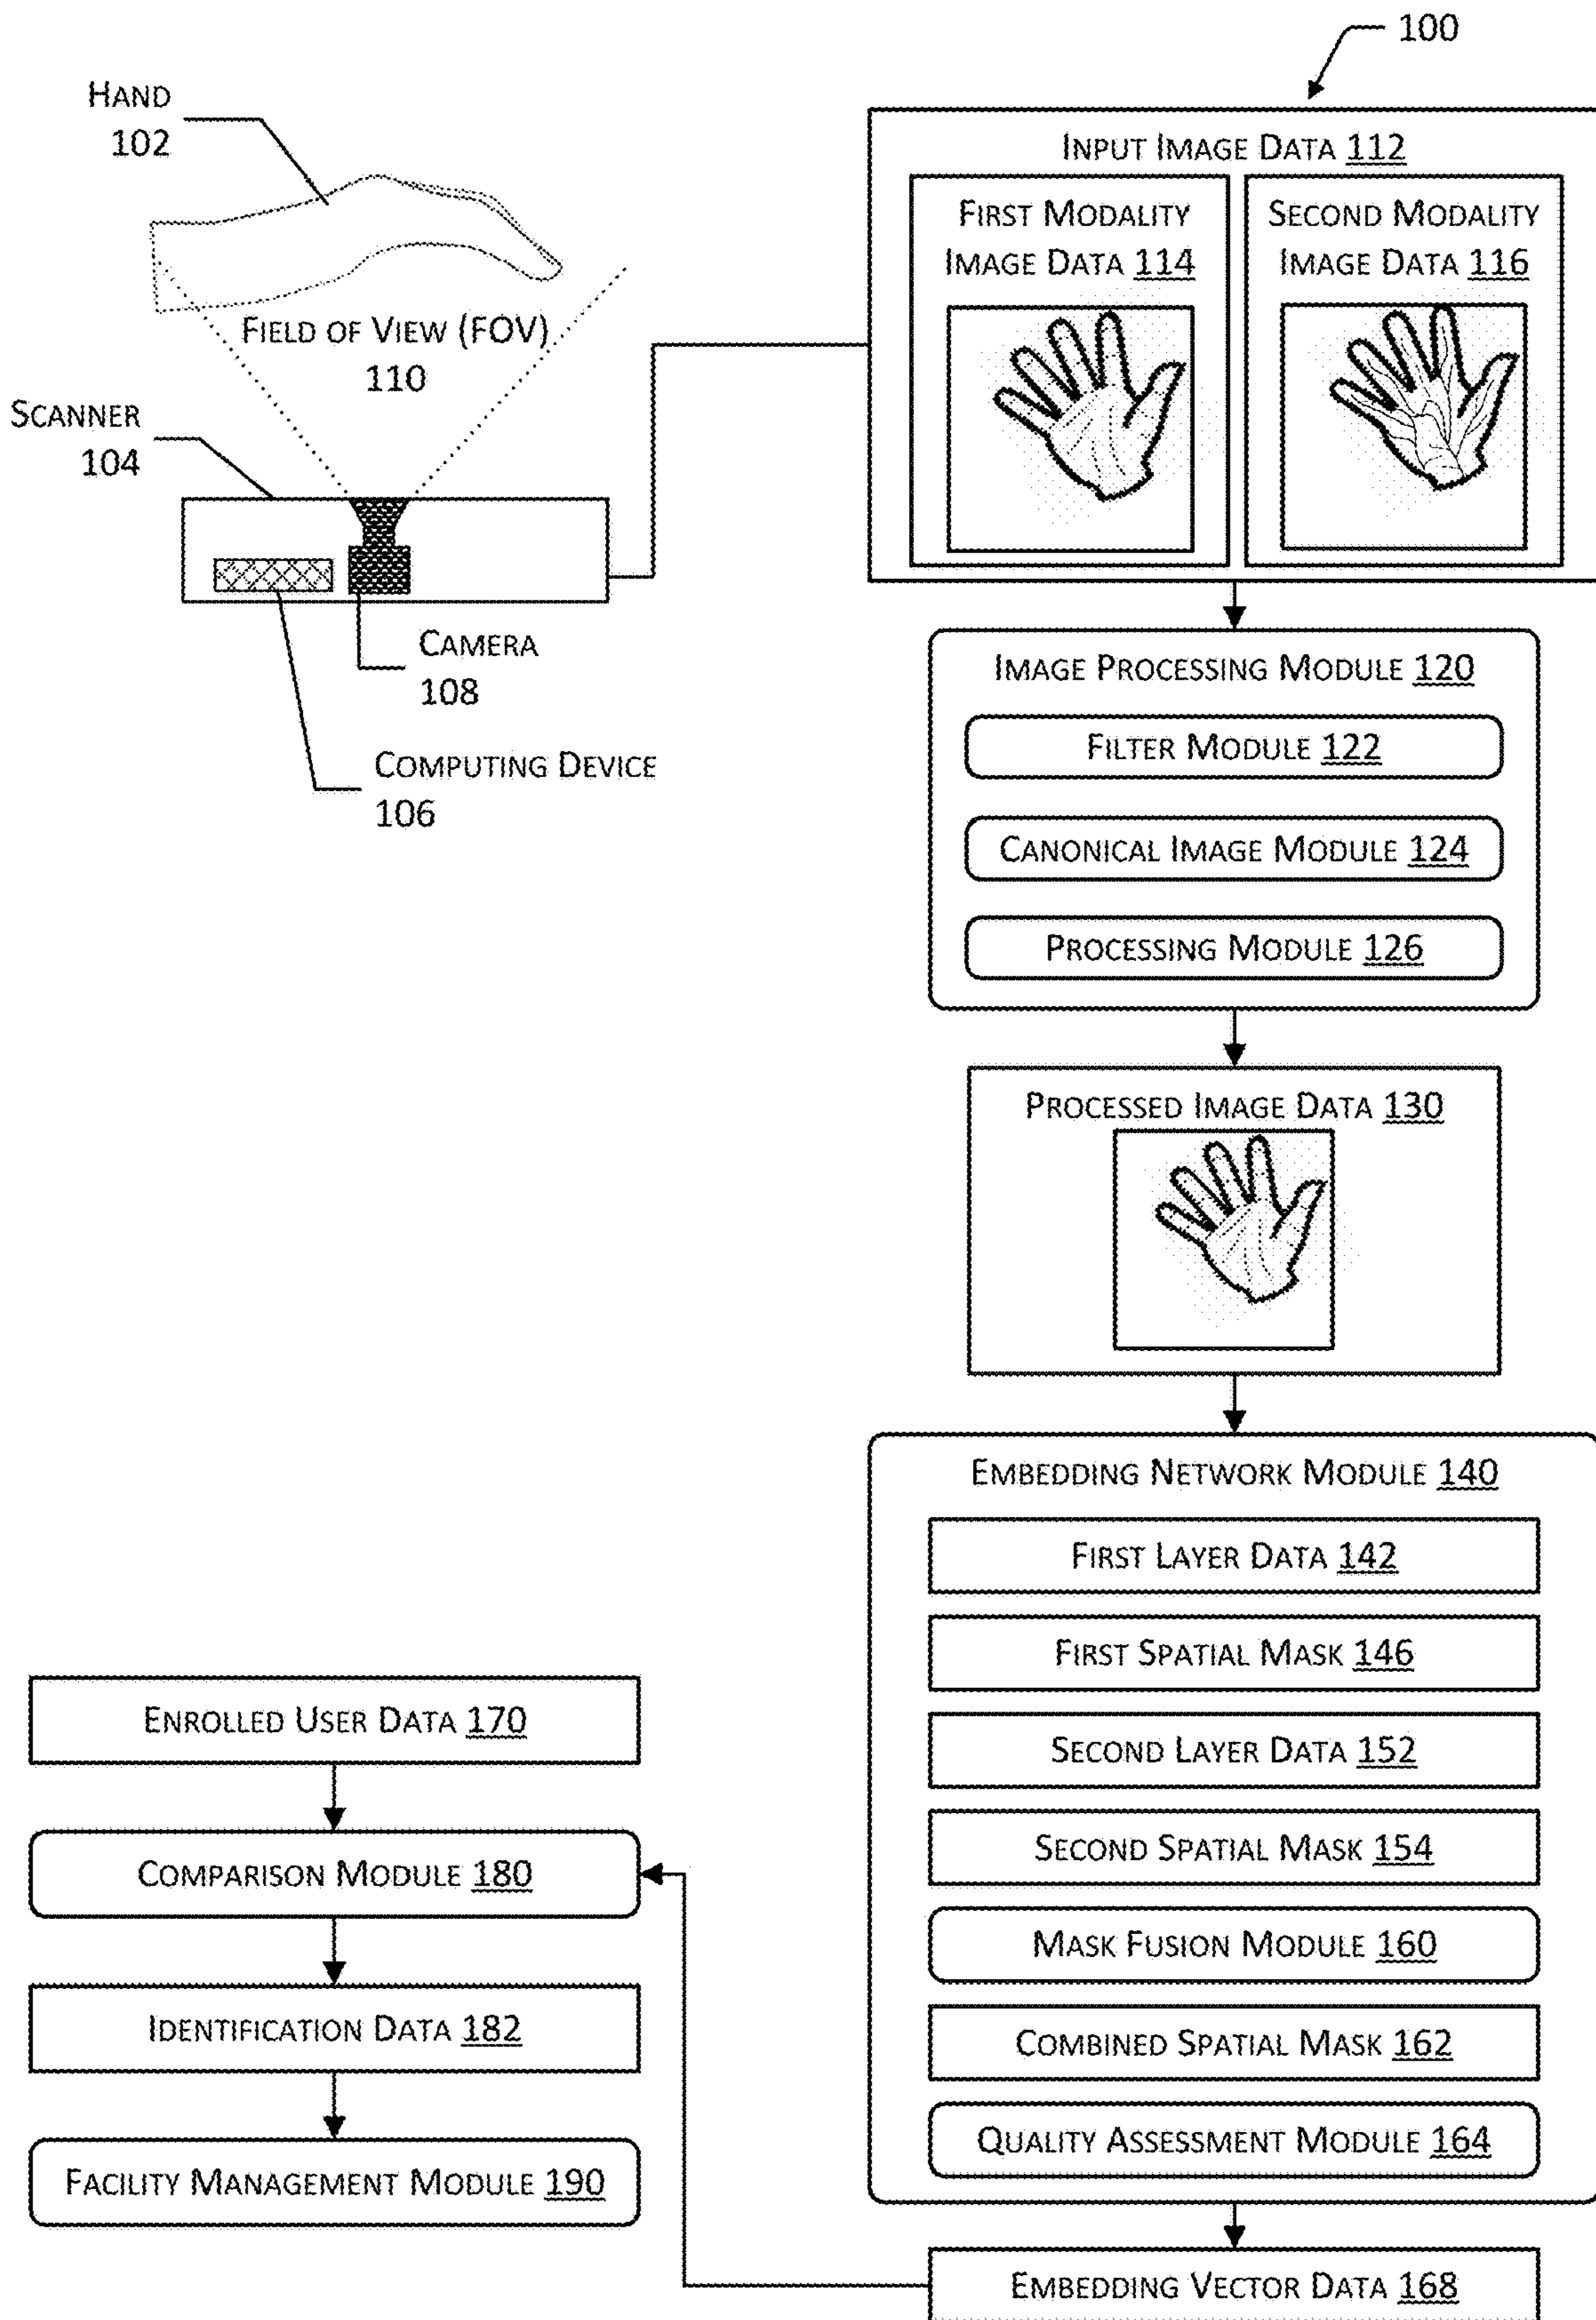 100
HAND
102
FIELD OF VIEW (FOV)
110
SCANNER
104
CAMERA
108
COMPUTING DEVICE
106
INPUT IMAGE DATA 112
FIRST MODALITY
IMAGE DATA 114
SECOND MODALITY
IMAGE DATA 116
IMAGE PROCESSING MODULE 120
FILTER MODULE 122
CANONICAL IMAGE MODULE 124
PROCESSING MODULE 126
PROCESSED IMAGE DATA 130
EMBEDDING NETWORK MODULE 140
FIRST LAYER DATA 142
FIRST SPATIAL MASK 146
SECOND LAYER DATA 152
SECOND SPATIAL MASK 154
MASK FUSION MODULE 160
COMBINED SPATIAL MASK 162
QUALITY ASSESSMENT MODULE 164
EMBEDDING VECTOR DATA 168
ENROLLED USER DATA 170
COMPARISON MODULE 180
IDENTIFICATION DATA 182
FACILITY MANAGEMENT MODULE 190